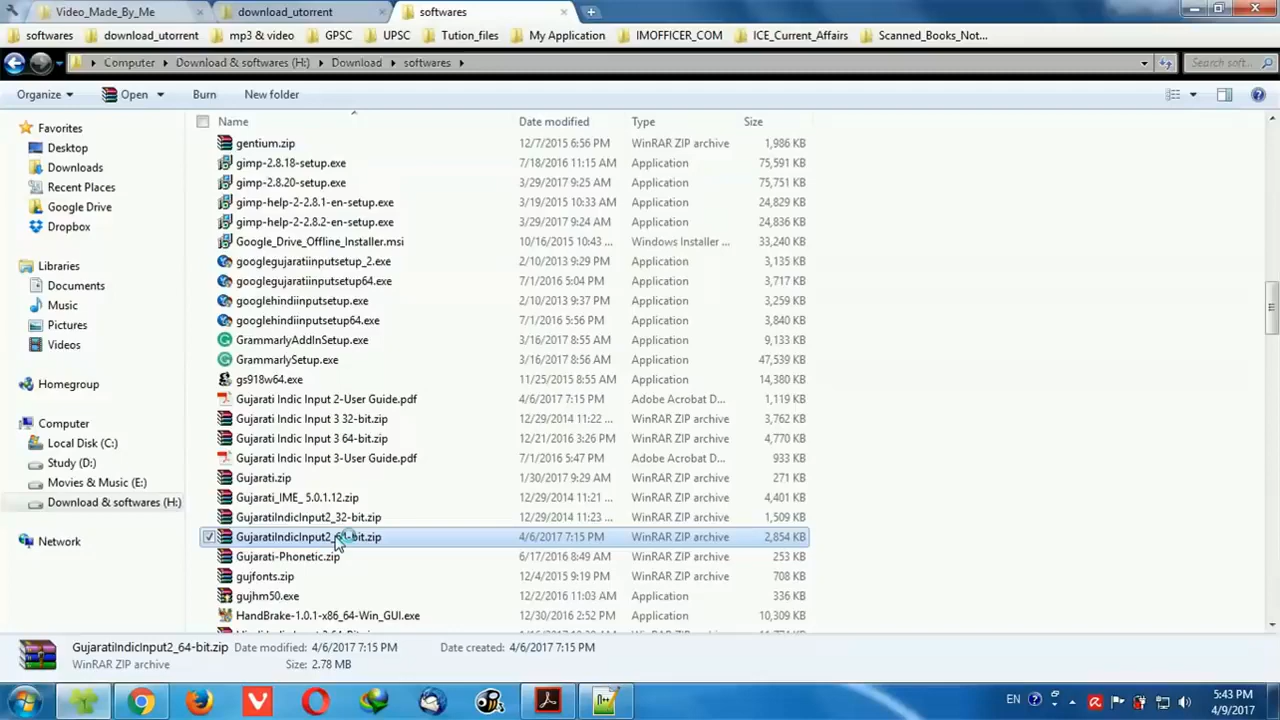 Video_Made_By_Me download_utorrent softwares
softwares download_utorrent mp3 & video GPSC UPSC Tution_files My Application IMOFFICER_COM ICE_Current_Affairs Scanned_Books_Not...
Computer Download & softwares (H:) Download softwares Search soft...
Organize Open Burn New folder
Name Date modified Type Size
Favorites
Desktop
Downloads
Recent Places
Google Drive
Dropbox
Libraries
Documents
Music
Pictures
Videos
Homegroup
Computer
Local Disk (C:)
Study (D:)
Movies & Music (E:)
Download & softwares (H:)
Network
gentium.zip 12/7/2015 6:56 PM WinRAR ZIP archive 1,986 KB
gimp-2.8.18-setup.exe 7/18/2016 11:15 AM Application 75,591 KB
gimp-2.8.20-setup.exe 3/29/2017 9:25 AM Application 75,751 KB
gimp-help-2-2.8.1-en-setup.exe 3/19/2015 10:33 AM Application 24,829 KB
gimp-help-2-2.8.2-en-setup.exe 3/29/2017 9:24 AM Application 24,836 KB
Google_Drive_Offline_Installer.msi 10/16/2015 10:43 ... Windows Installer ... 33,240 KB
googlegujaratiinputsetup_2.exe 2/10/2013 9:29 PM Application 3,135 KB
googlegujaratiinputsetup64.exe 7/1/2016 5:04 PM Application 3,717 KB
googlehindiinputsetup.exe 2/10/2013 9:37 PM Application 3,259 KB
googlehindiinputsetup64.exe 7/1/2016 5:56 PM Application 3,840 KB
GrammarlyAddInSetup.exe 3/16/2017 8:55 AM Application 9,133 KB
GrammarlySetup.exe 3/16/2017 8:56 AM Application 47,539 KB
gs918w64.exe 11/25/2015 8:55 AM Application 14,380 KB
Gujarati Indic Input 2-User Guide.pdf 4/6/2017 7:15 PM Adobe Acrobat D... 1,119 KB
Gujarati Indic Input 3 32-bit.zip 12/29/2014 11:22 ... WinRAR ZIP archive 3,762 KB
Gujarati Indic Input 3 64-bit.zip 12/21/2016 3:26 PM WinRAR ZIP archive 4,770 KB
Gujarati Indic Input 3-User Guide.pdf 7/1/2016 5:47 PM Adobe Acrobat D... 933 KB
Gujarati.zip 1/30/2017 9:29 AM WinRAR ZIP archive 271 KB
Gujarati_IME_ 5.0.1.12.zip 12/29/2014 11:21 ... WinRAR ZIP archive 4,401 KB
GujaratiIndicInput2_32-bit.zip 12/29/2014 11:23 ... WinRAR ZIP archive 1,509 KB
GujaratiIndicInput2_64-bit.zip 4/6/2017 7:15 PM WinRAR ZIP archive 2,854 KB
Gujarati-Phonetic.zip 6/17/2016 8:49 AM WinRAR ZIP archive 253 KB
gujfonts.zip 12/4/2015 9:19 PM WinRAR ZIP archive 708 KB
gujhm50.exe 12/2/2016 11:03 AM Application 336 KB
HandBrake-1.0.1-x86_64-Win_GUI.exe 12/30/2016 2:52 PM Application 10,309 KB
GujaratiIndicInput2_64-bit.zip Date modified: 4/6/2017 7:15 PM Date created: 4/6/2017 7:15 PM
WinRAR ZIP archive Size: 2.78 MB
EN 5:43 PM
4/9/2017